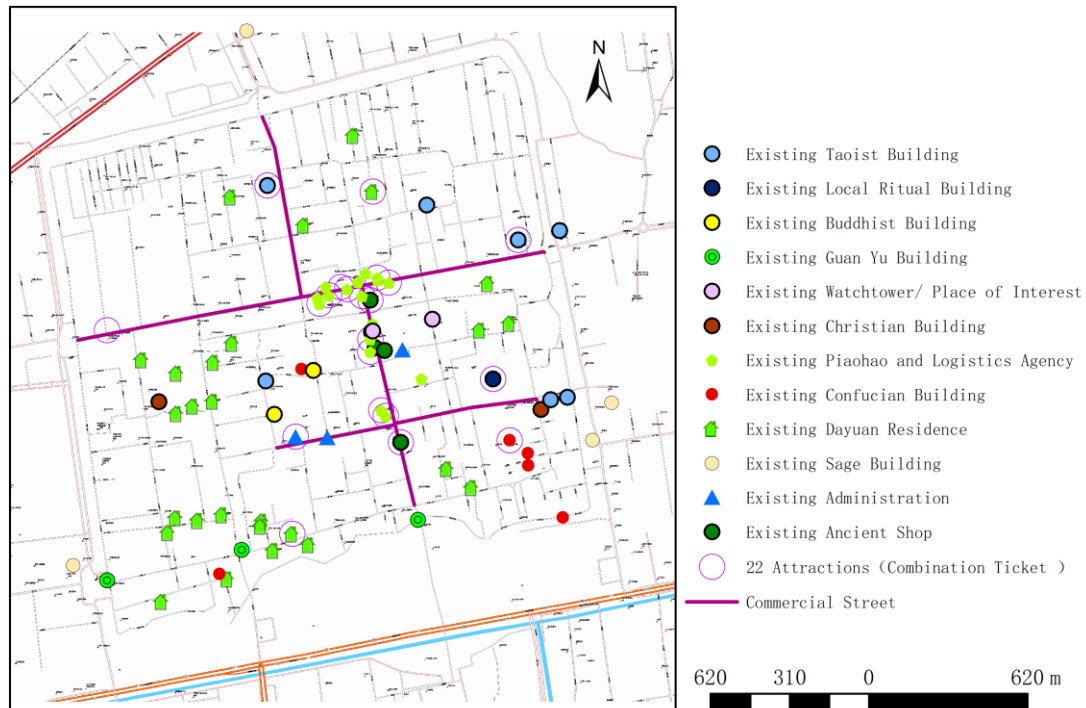 N
Existing Taoist Building
Existing Local Ritual Building
Existing Buddhist Building
Existing Guan Yu Building
Existing Watchtower/ Place of Interest
Existing Christian Building
Existing Piaohao and Logistics Agency
Existing Confucian Building
Existing Dayuan Residence
Existing Sage Building
Existing Administration
Existing Ancient Shop
22 Attractions（Combination Ticket ）
Commercial Street
620 310 0 620 m